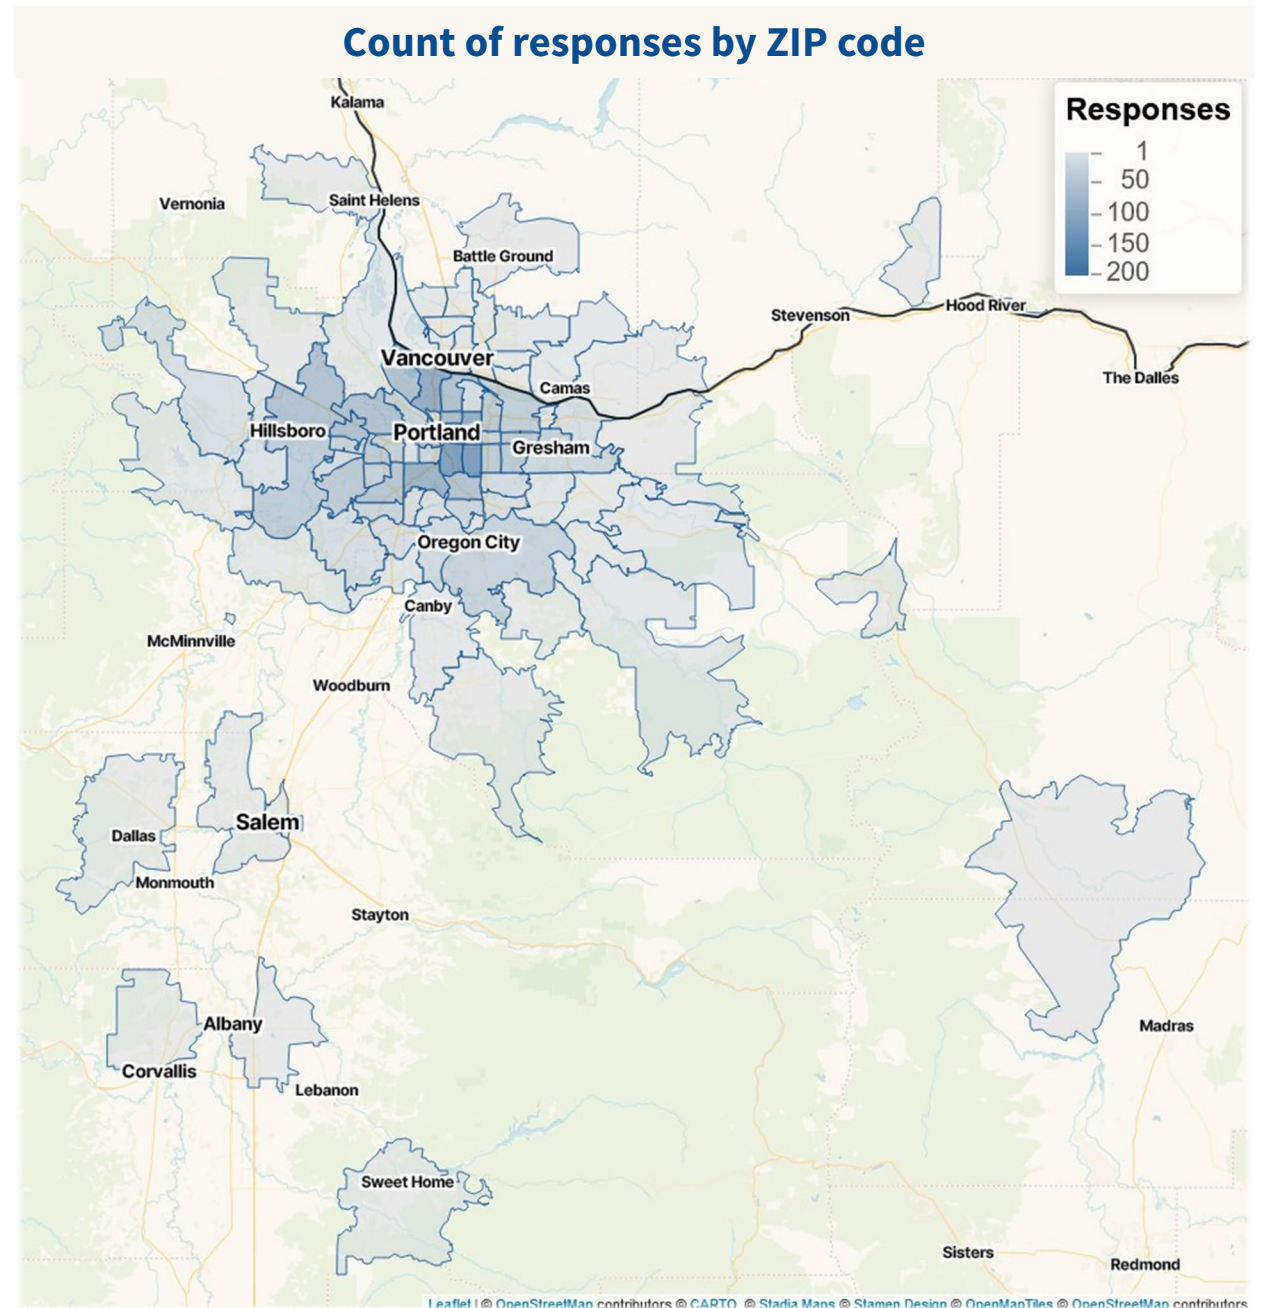 Count of responses by ZIP code
Kalama
Responses
1
50
100
150
200
Vernonia
Saint Helens
Battle Ground
Stevenson
Hood River
Vancouver
The Dalles
Camas
Hillsboro
Portland
Gresham
Oregon City
Canby
McMinnville
Woodburn
Salem
Dallas
Monmouth
Stayton
Albany
Madras
Corvallis
Lebanon
Sweet Home
Sisters
Redmond
Leaflet | © OpenStreetMap contributors © CARTO, © Stadia Maps © Stamen Design © OpenMapTiles © OpenStreetMap contributors